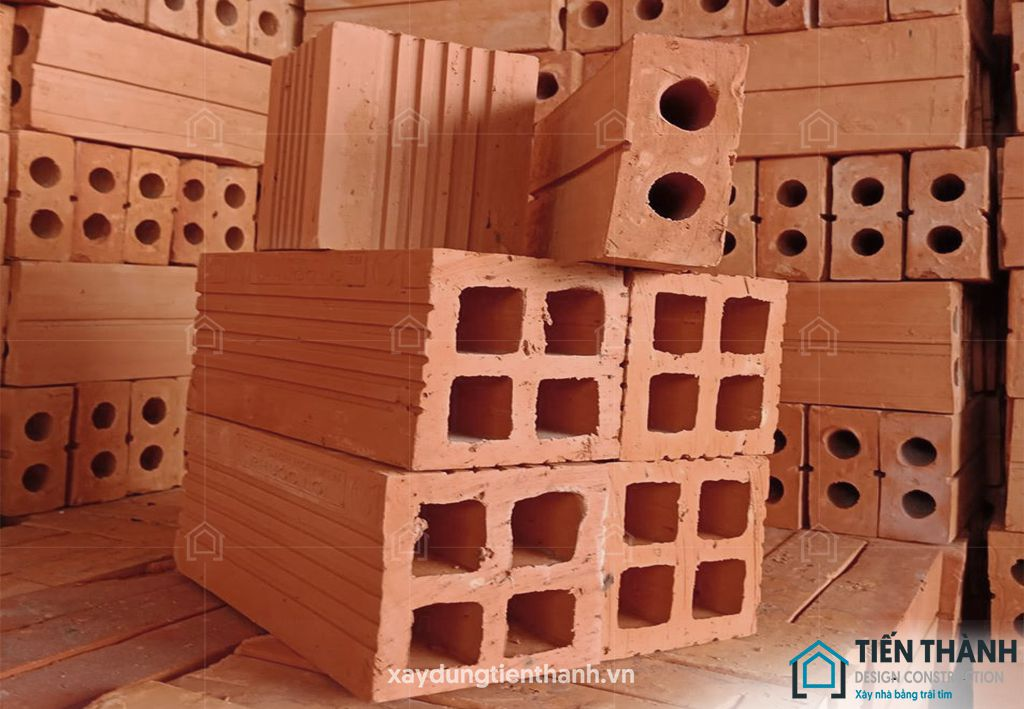 xaydungtienthanh.vn
TIẾN THÀNH
DESIGN CONSTRUCTION
Xây nhà bằng trái tim